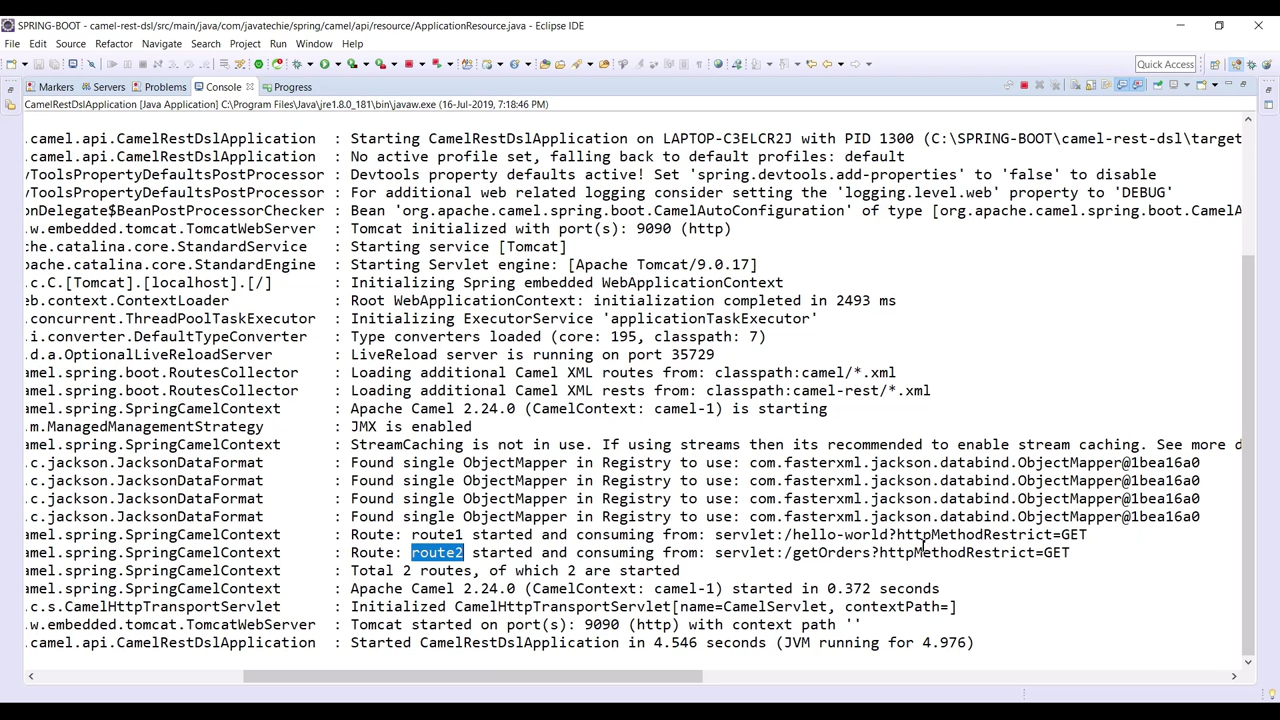 SPRING-BOOT - camel-rest-dsl/src/main/java/com/javatechie/spring/camel/api/resource/ApplicationResource.java - Eclipse IDE
File Edit Source Refactor Navigate Search Project Run Window Help
Quick Access
Markers Servers Problems Console Progress
CamelRestDslApplication [Java Application] C:\Program Files\Java\jre1.8.0_181\bin\javaw.exe (16-Jul-2019, 7:18:46 PM)
.camel.api.CamelRestDslApplication : Starting CamelRestDslApplication on LAPTOP-C3ELCR2J with PID 1300 (C:\SPRING-BOOT\camel-rest-dsl\target
.camel.api.CamelRestDslApplication : No active profile set, falling back to default profiles: default
vToolsPropertyDefaultsPostProcessor : Devtools property defaults active! Set 'spring.devtools.add-properties' to 'false' to disable
vToolsPropertyDefaultsPostProcessor : For additional web related logging consider setting the 'logging.level.web' property to 'DEBUG'
onDelegate$BeanPostProcessorChecker : Bean 'org.apache.camel.spring.boot.CamelAutoConfiguration' of type [org.apache.camel.spring.boot.CamelA
.w.embedded.tomcat.TomcatWebServer : Tomcat initialized with port(s): 9090 (http)
che.catalina.core.StandardService : Starting service [Tomcat]
pache.catalina.core.StandardEngine : Starting Servlet engine: [Apache Tomcat/9.0.17]
.c.C.[Tomcat].[localhost].[/] : Initializing Spring embedded WebApplicationContext
eb.context.ContextLoader : Root WebApplicationContext: initialization completed in 2493 ms
.concurrent.ThreadPoolTaskExecutor : Initializing ExecutorService 'applicationTaskExecutor'
.i.converter.DefaultTypeConverter : Type converters loaded (core: 195, classpath: 7)
.d.a.OptionalLiveReloadServer : LiveReload server is running on port 35729
amel.spring.boot.RoutesCollector : Loading additional Camel XML routes from: classpath:camel/*.xml
amel.spring.boot.RoutesCollector : Loading additional Camel XML rests from: classpath:camel-rest/*.xml
amel.spring.SpringCamelContext : Apache Camel 2.24.0 (CamelContext: camel-1) is starting
.m.ManagedManagementStrategy : JMX is enabled
amel.spring.SpringCamelContext : StreamCaching is not in use. If using streams then its recommended to enable stream caching. See more d
.c.jackson.JacksonDataFormat : Found single ObjectMapper in Registry to use: com.fasterxml.jackson.databind.ObjectMapper@1bea16a0
.c.jackson.JacksonDataFormat : Found single ObjectMapper in Registry to use: com.fasterxml.jackson.databind.ObjectMapper@1bea16a0
.c.jackson.JacksonDataFormat : Found single ObjectMapper in Registry to use: com.fasterxml.jackson.databind.ObjectMapper@1bea16a0
.c.jackson.JacksonDataFormat : Found single ObjectMapper in Registry to use: com.fasterxml.jackson.databind.ObjectMapper@1bea16a0
amel.spring.SpringCamelContext : Route: route1 started and consuming from: servlet:/hello-world?httpMethodRestrict=GET
amel.spring.SpringCamelContext : Route: route2 started and consuming from: servlet:/getOrders?httpMethodRestrict=GET
amel.spring.SpringCamelContext : Total 2 routes, of which 2 are started
amel.spring.SpringCamelContext : Apache Camel 2.24.0 (CamelContext: camel-1) started in 0.372 seconds
.c.s.CamelHttpTransportServlet : Initialized CamelHttpTransportServlet[name=CamelServlet, contextPath=]
.w.embedded.tomcat.TomcatWebServer : Tomcat started on port(s): 9090 (http) with context path ''
.camel.api.CamelRestDslApplication : Started CamelRestDslApplication in 4.546 seconds (JVM running for 4.976)